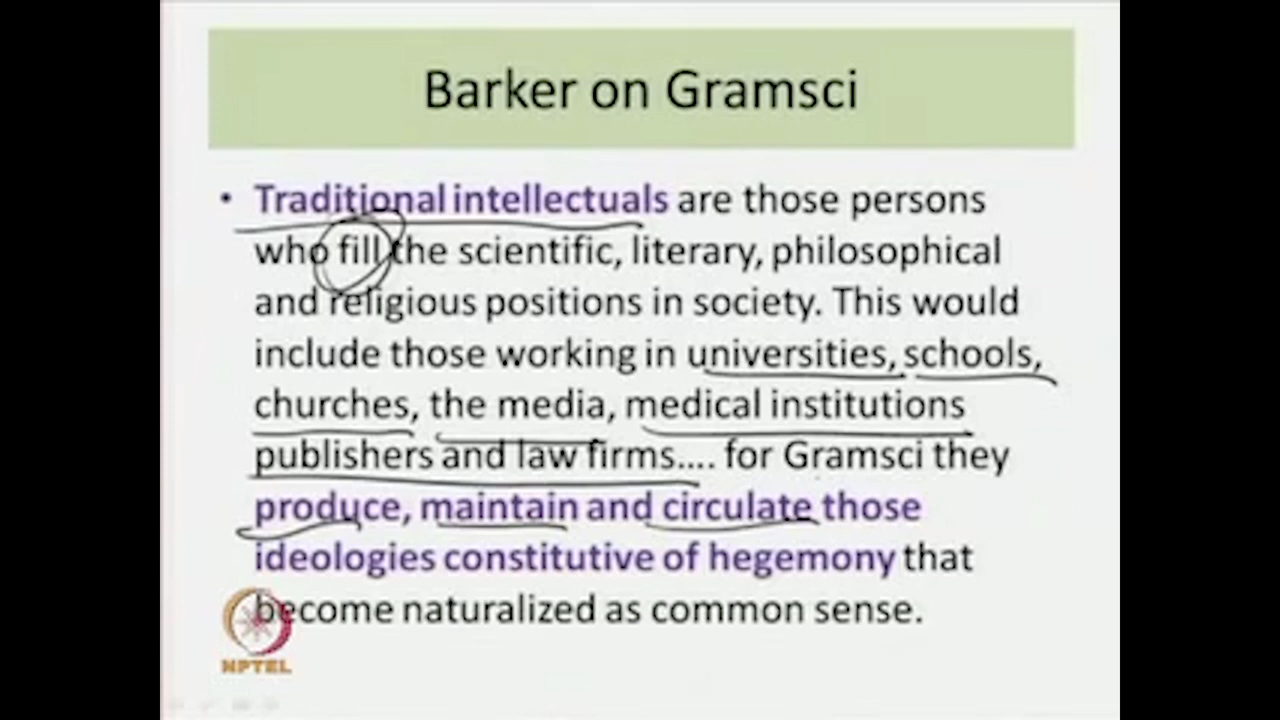 Barker on Gramsci
• Traditional intellectuals are those persons
who fill the scientific, literary, philosophical
and religious positions in society. This would
include those working in universities, schools,
churches, the media, medical institutions
publishers and law firms.... for Gramsci they
produce, maintain and circulate those
ideologies constitutive of hegemony that
become naturalized as common sense.
NPTEL